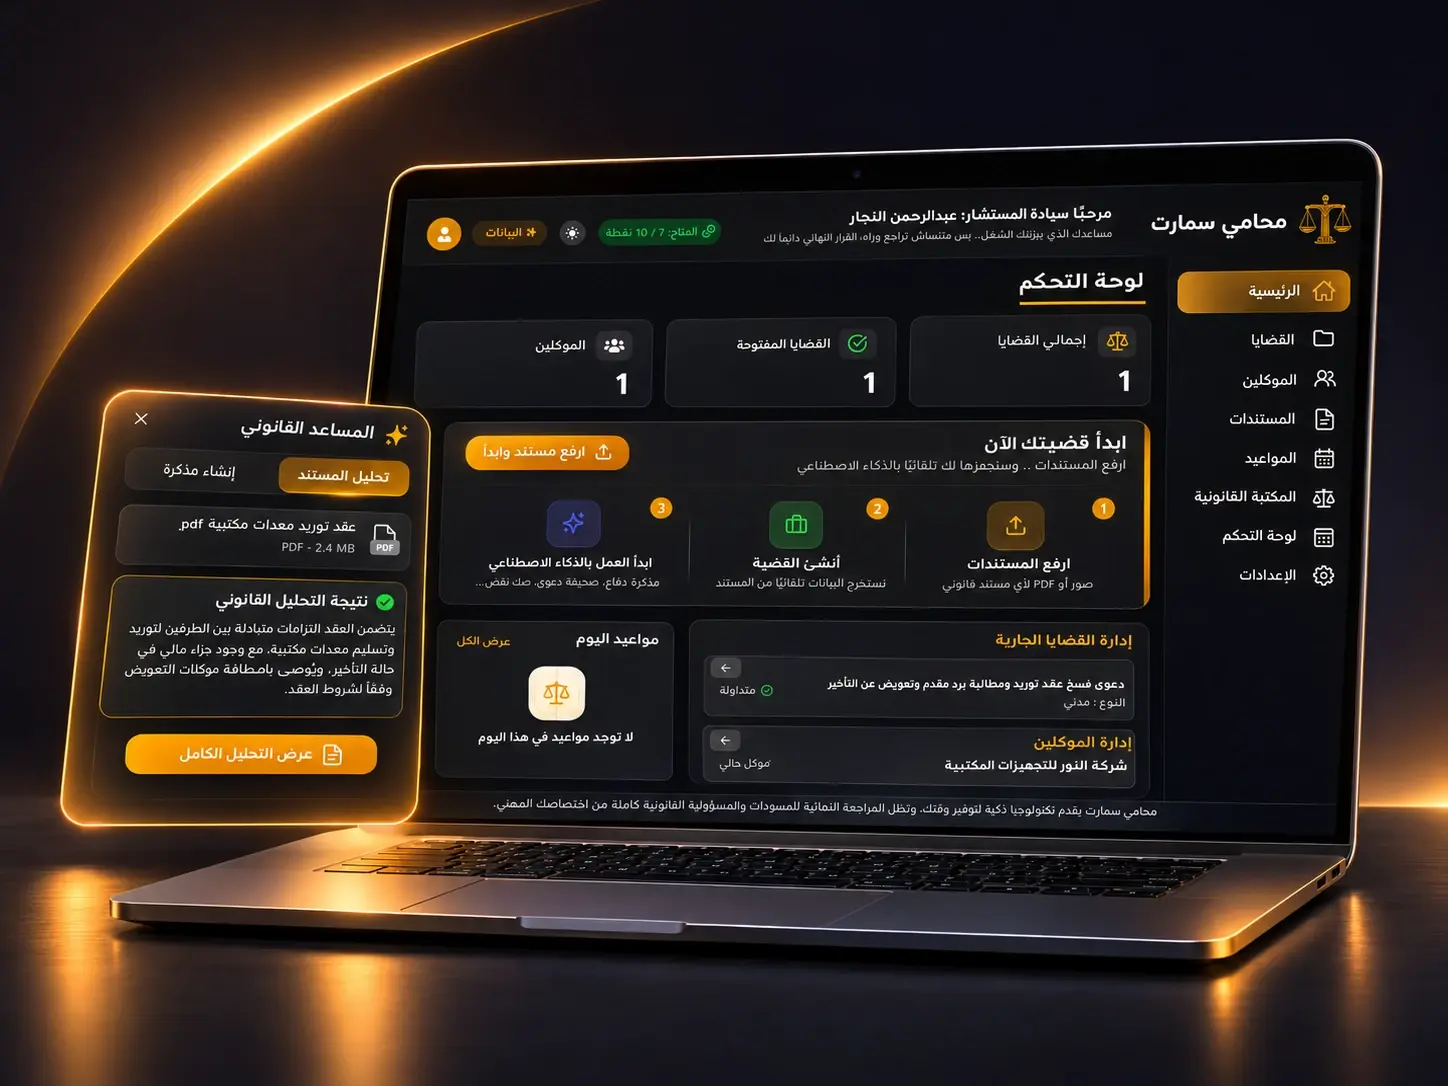 محامي سمارت
مرحبًا سيادة المستشار: عبدالرحمن النجار
مساعدك الذي بيزنتك الشغل.. بس متنساش تراجع وراه، القرار النهائي دائما لك
المتاح: 7 / 10 نقطة
البيانات
الرئيسية
القضايا
الموكلين
المستندات
المواعيد
المكتبة القانونية
لوحة التحكم
الإعدادات
لوحة التحكم
إجمالي القضايا
1
القضايا المفتوحة
1
الموكلين
1
ابدأ قضيتك الآن
ارفع المستندات .. وسنجهزها لك تلقائيًا بالذكاء الاصطناعي
ارفع مستند وابدأ
1
ارفع المستندات
صور أو PDF لأي مستند قانوني
2
أنشئ القضية
نستخرج البيانات تلقائيًا من المستند
3
ابدأ العمل بالذكاء الاصطناعي
مذكرة دفاع، صحيفة دعوى، صك نقض...
إدارة القضايا الجارية
دعوى فسخ عقد توريد ومطالبة برد مقدم وتعويض عن التأخير
النوع : مدني
متداولة
إدارة الموكلين
شركة النور للتجهيزات المكتبية
موكل حالي
مواعيد اليوم
عرض الكل
لا توجد مواعيد في هذا اليوم
محامي سمارت يقدم تكنولوجيا ذكية لتوفير وقتك. وتظل المراجعة النهائية للمسودات والمسؤولية القانونية كاملة من اختصاصك المهني.
المساعد القانوني
تحليل المستند
إنشاء مذكرة
عقد توريد معدات مكتبية pdf.
PDF - 2.4 MB
PDF
نتيجة التحليل القانوني
يتضمن العقد التزامات متبادلة بين الطرفين لتوريد
وتسليم معدات مكتبية، مع وجود جزاء مالي في
حالة التأخير، ويُوصى موكلات التعويض
وفقًا لشروط العقد.
عرض التحليل الكامل